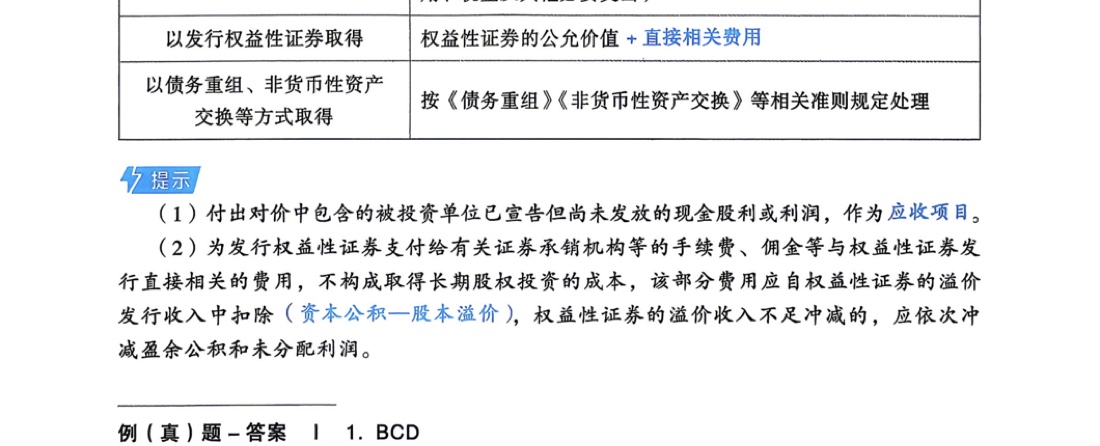 以发行权益性证券取得
权益性证券的公允价值 + 直接相关费用
以债务重组、非货币性资产
交换等方式取得
按《债务重组》《非货币性资产交换》等相关准则规定处理
提示
（1）付出对价中包含的被投资单位已宣告但尚未发放的现金股利或利润，作为应收项目。
（2）为发行权益性证券支付给有关证券承销机构等的手续费、佣金等与权益性证券发
行直接相关的费用，不构成取得长期股权投资的成本，该部分费用应自权益性证券的溢价
发行收入中扣除（资本公积—股本溢价），权益性证券的溢价收入不足冲减的，应依次冲
减盈余公积和未分配利润。
例（真）题 – 答案 | 1. BCD